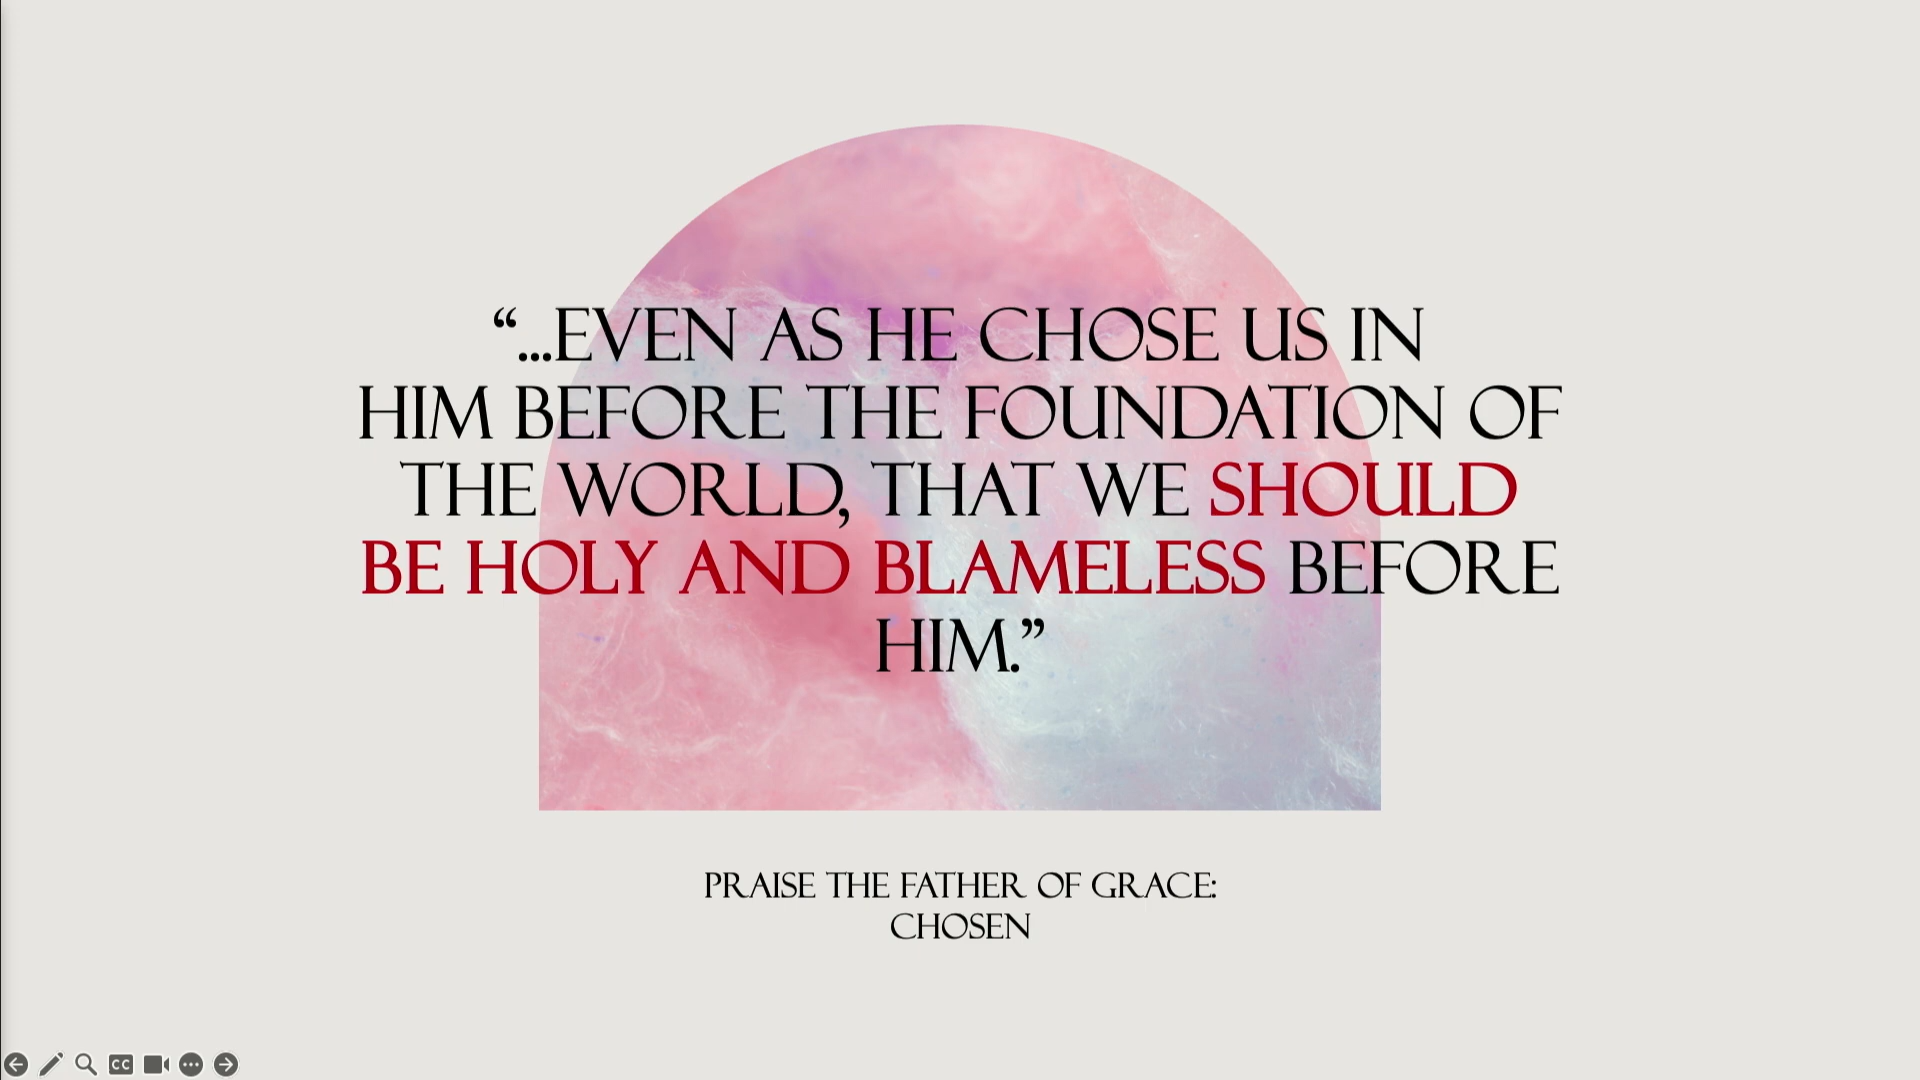 “...EVEN AS HE CHOSE US IN
HIM BEFORE THE FOUNDATION OF
THE WORLD, THAT WE SHOULD
BE HOLY AND BLAMELESS BEFORE
HIM.”
PRAISE THE FATHER OF GRACE:
CHOSEN
CC